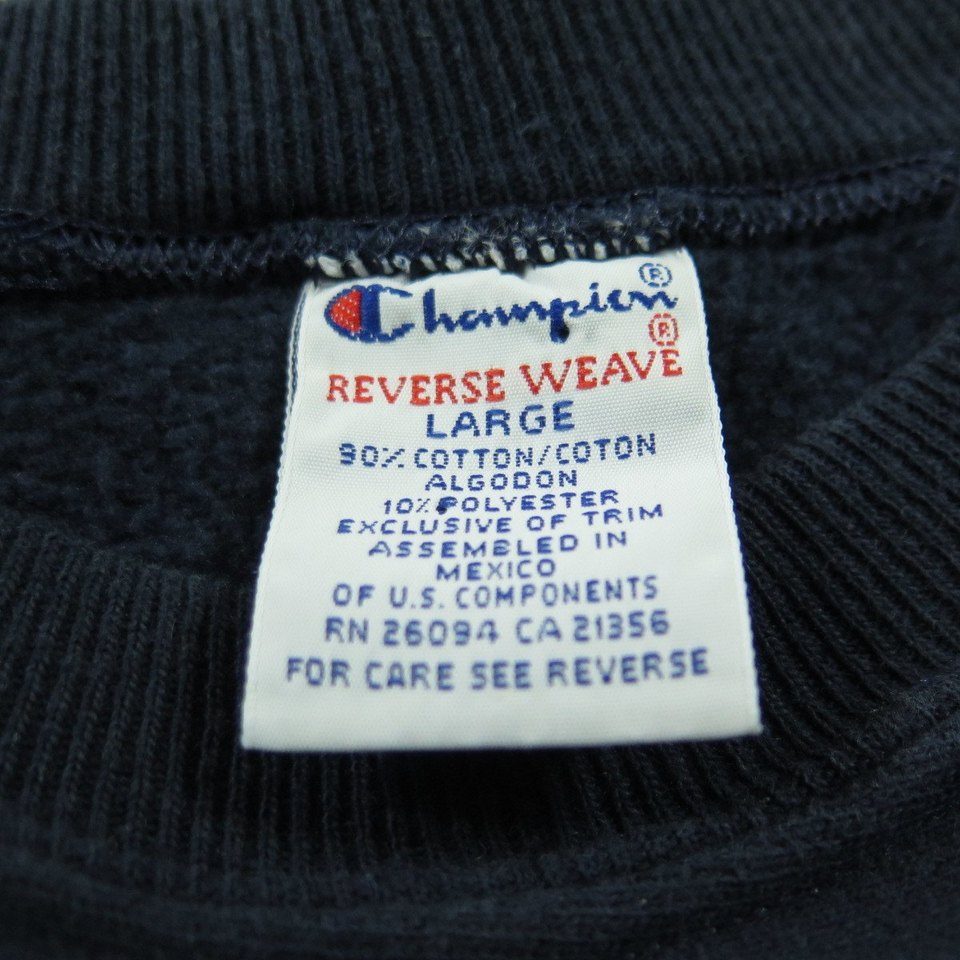 Champion®
REVERSE WEAVE®
LARGE
90% COTTON/COTON
ALGODON
10% POLYESTER
EXCLUSIVE OF TRIM
ASSEMBLED IN
MEXICO
OF U.S. COMPONENTS
RN 26094 CA 21356
FOR CARE SEE REVERSE